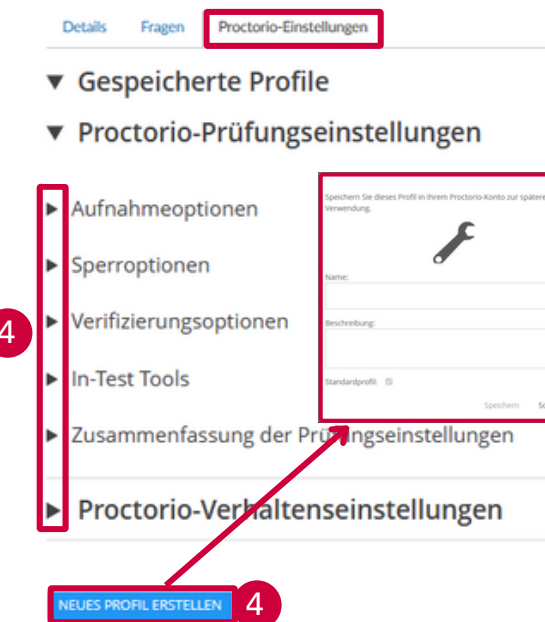 Details Fragen Proctorio-Einstellungen
Gespeicherte Profile
Proctorio-Prüfungseinstellungen
Aufnahmeoptionen
Sperroptionen
Verifizierungsoptionen
In-Test Tools
Zusammenfassung der Prüfungseinstellungen
Proctorio-Verhaltenseinstellungen
4
NEUES PROFIL ERSTELLEN 4
Speichern Sie dieses Profil in Ihrem Proctorio-Konto zur spätere
Verwendung.
Name:
Beschreibung:
Standardprofil:
Speichern